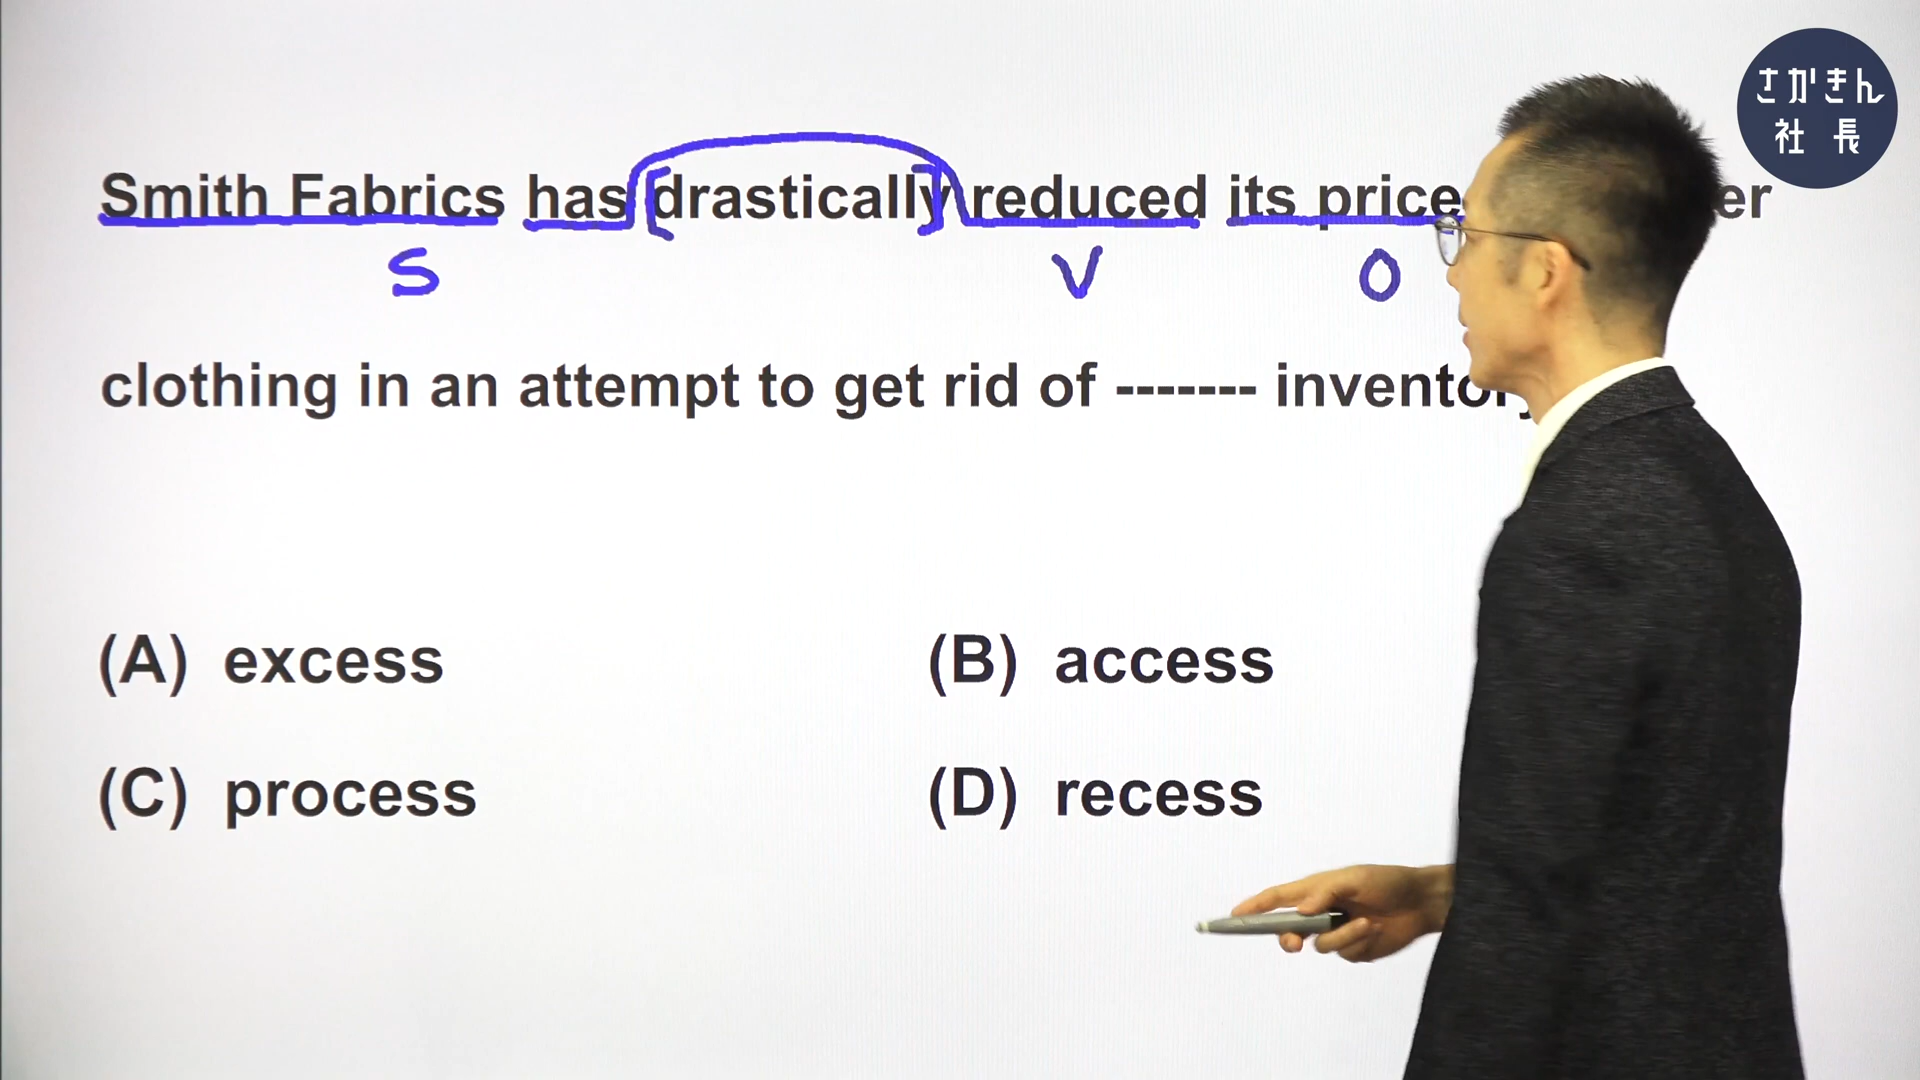 さかきん
社長
Smith Fabrics has drastically reduced its price
S
V
O
clothing in an attempt to get rid of -------
(A) excess
(B) access
(C) process
(D) recess